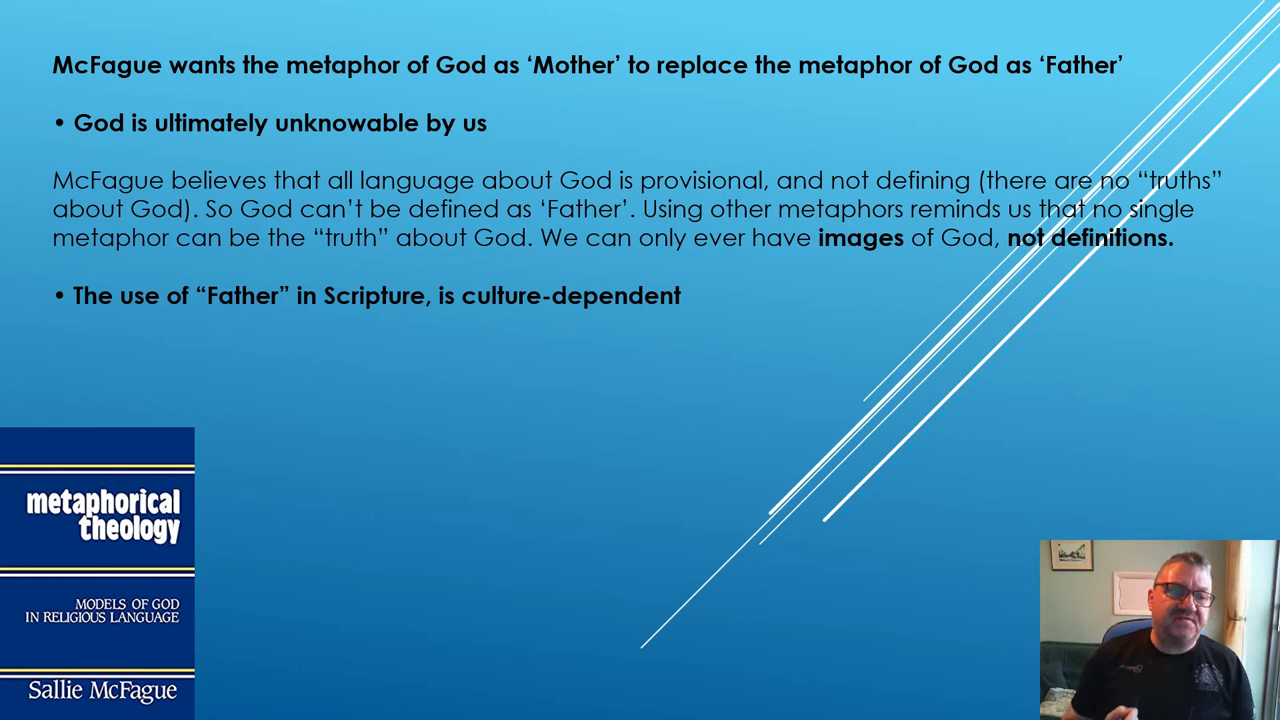 McFague wants the metaphor of God as ‘Mother’ to replace the metaphor of God as ‘Father’
• God is ultimately unknowable by us
McFague believes that all language about God is provisional, and not defining (there are no “truths”
about God). So God can’t be defined as ‘Father’. Using other metaphors reminds us that no single
metaphor can be the “truth” about God. We can only ever have images of God, not definitions.
• The use of “Father” in Scripture, is culture-dependent
metaphorical
theology
MODELS OF GOD
IN RELIGIOUS LANGUAGE
Sallie McFague